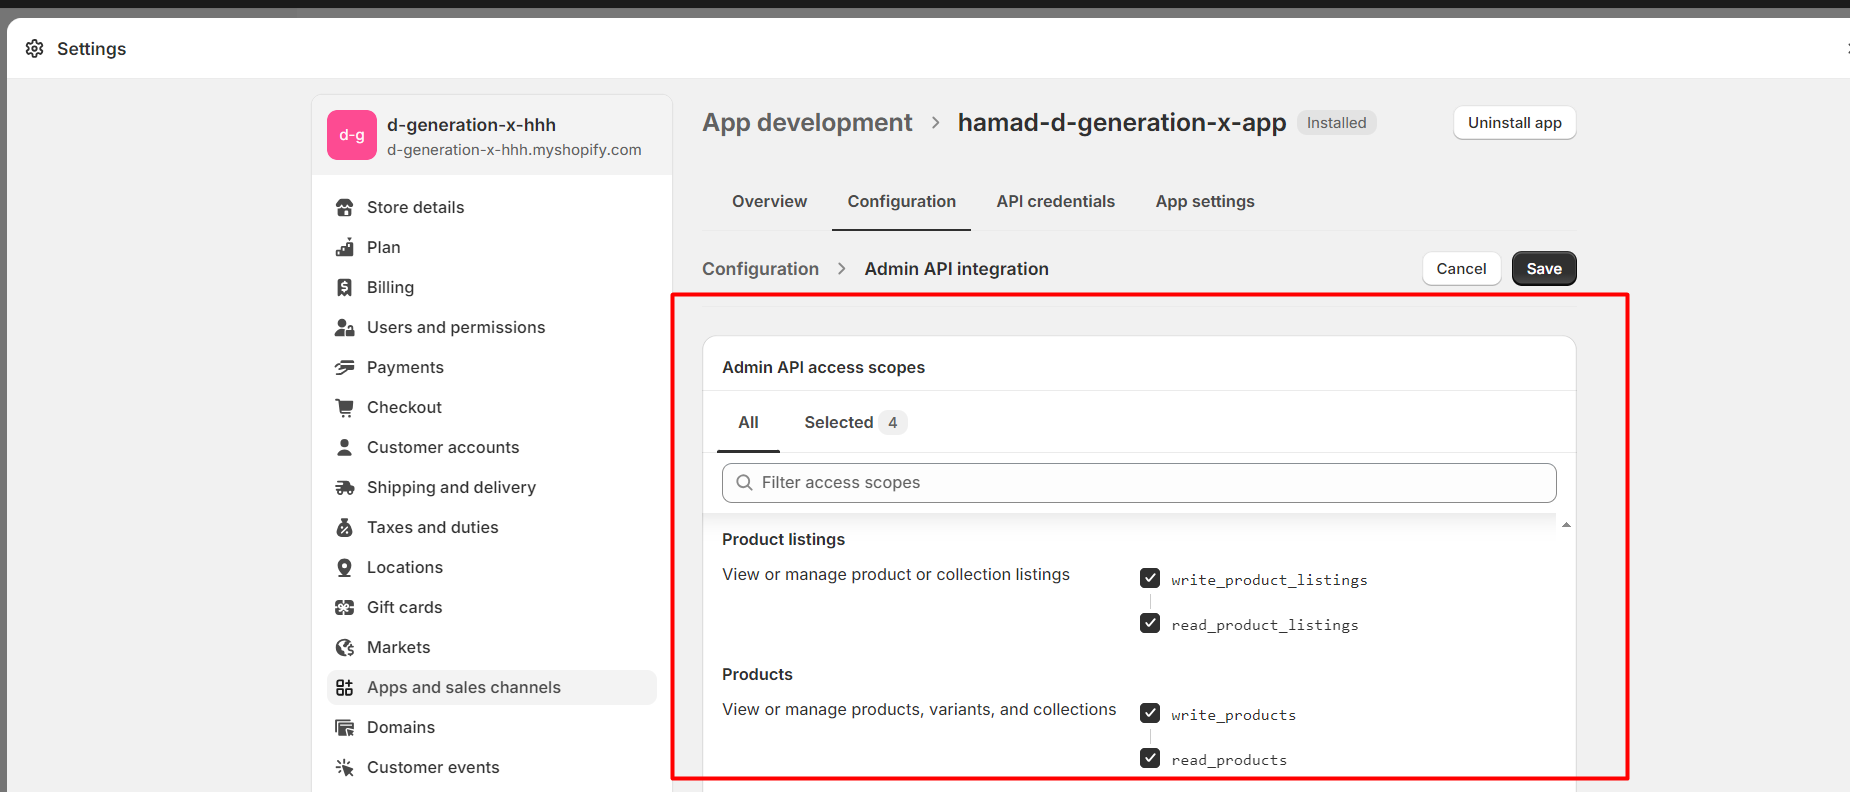 Settings
d-g
d-generation-x-hhh
d-generation-x-hhh.myshopify.com
Store details
Plan
Billing
Users and permissions
Payments
Checkout
Customer accounts
Shipping and delivery
Taxes and duties
Locations
Gift cards
Markets
Apps and sales channels
Domains
Customer events
App development > hamad-d-generation-x-app Installed
Uninstall app
Overview Configuration API credentials App settings
Configuration > Admin API integration
Cancel Save
Admin API access scopes
All Selected 4
Filter access scopes
Product listings
View or manage product or collection listings
write_product_listings
read_product_listings
Products
View or manage products, variants, and collections
write_products
read_products